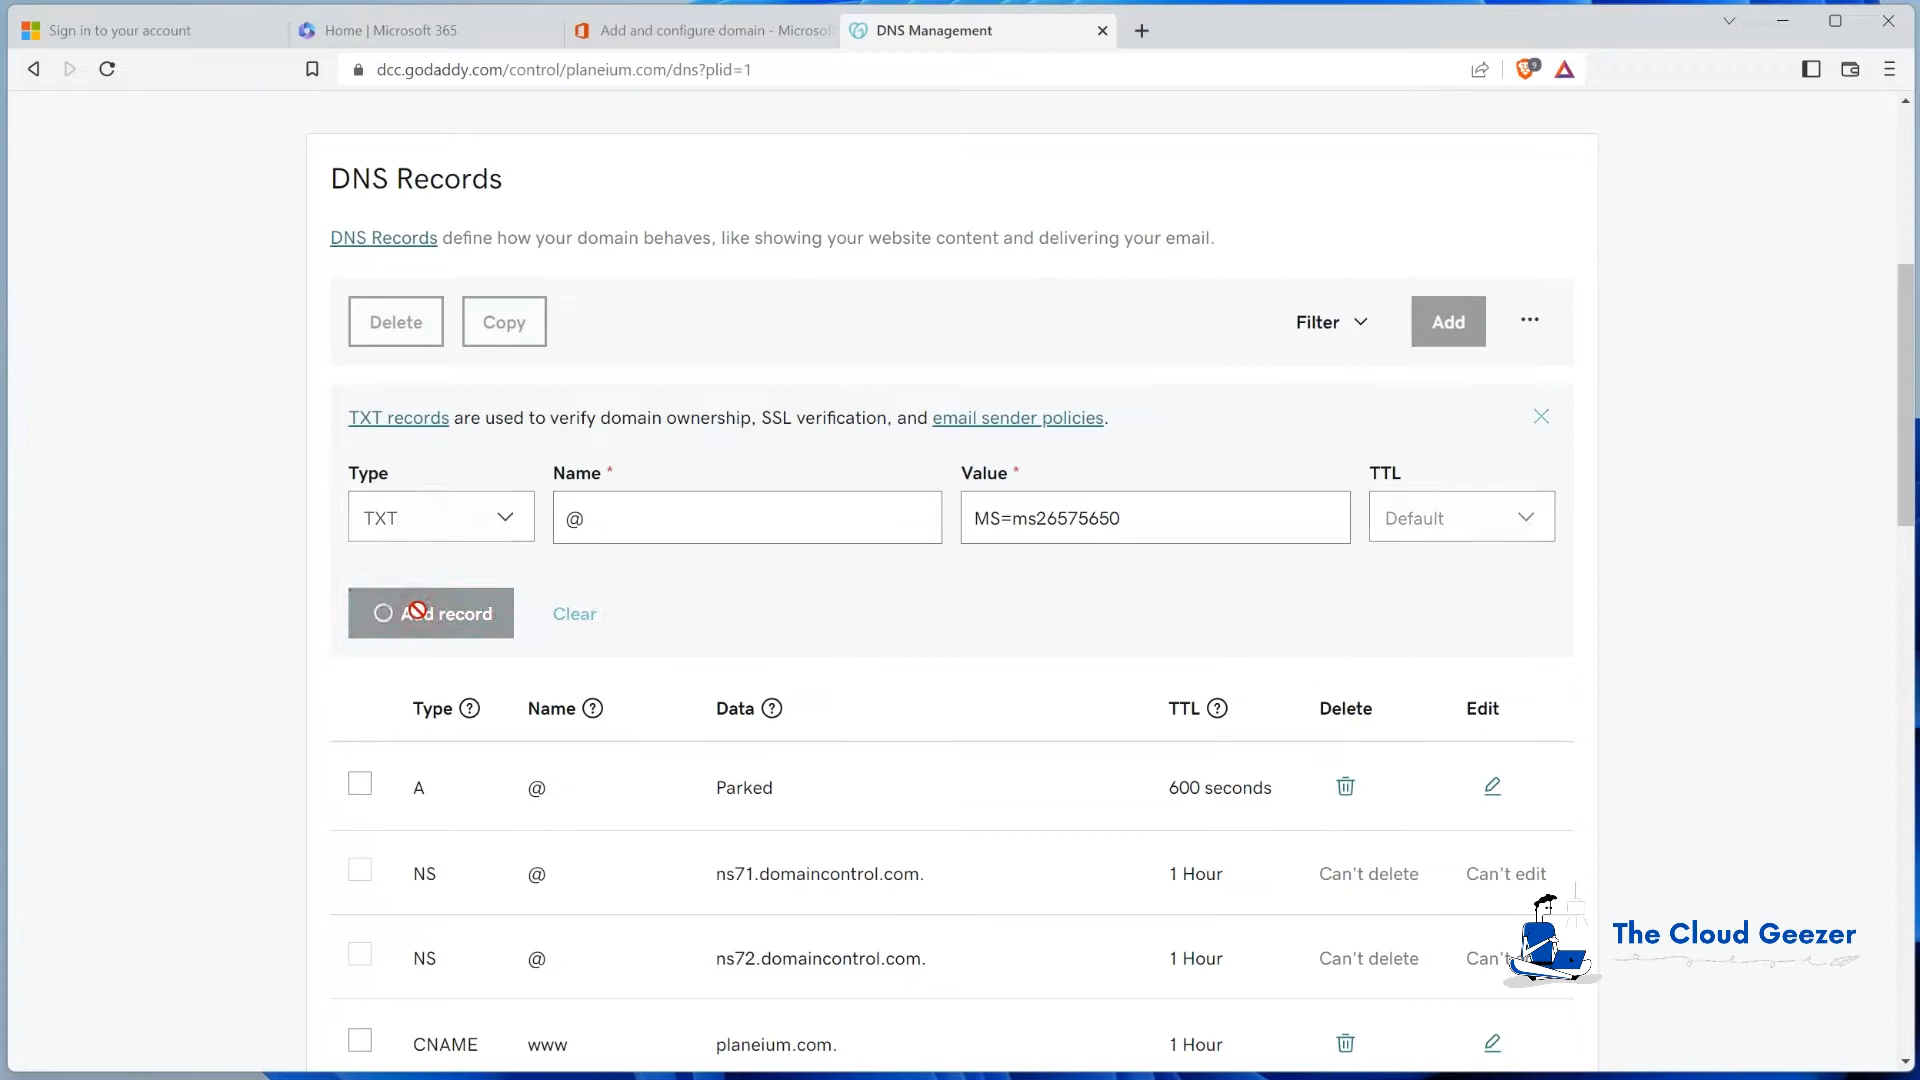 Sign in to your account
Home | Microsoft 365
Add and configure domain - Microsof
DNS Management
dcc.godaddy.com/control/planeium.com/dns?plid=1
9
DNS Records
DNS Records define how your domain behaves, like showing your website content and delivering your email.
Delete
Copy
Filter
Add
TXT records are used to verify domain ownership, SSL verification, and email sender policies.
Type
Name *
Value *
TTL
TXT
@
MS=ms26575650
Default
Add record
Clear
Type
Name
Data
TTL
Delete
Edit
A
@
Parked
600 seconds
NS
@
ns71.domaincontrol.com.
1 Hour
Can't delete
Can't edit
NS
@
ns72.domaincontrol.com.
1 Hour
Can't delete
Can't
The Cloud Geezer
CNAME
www
planeium.com.
1 Hour